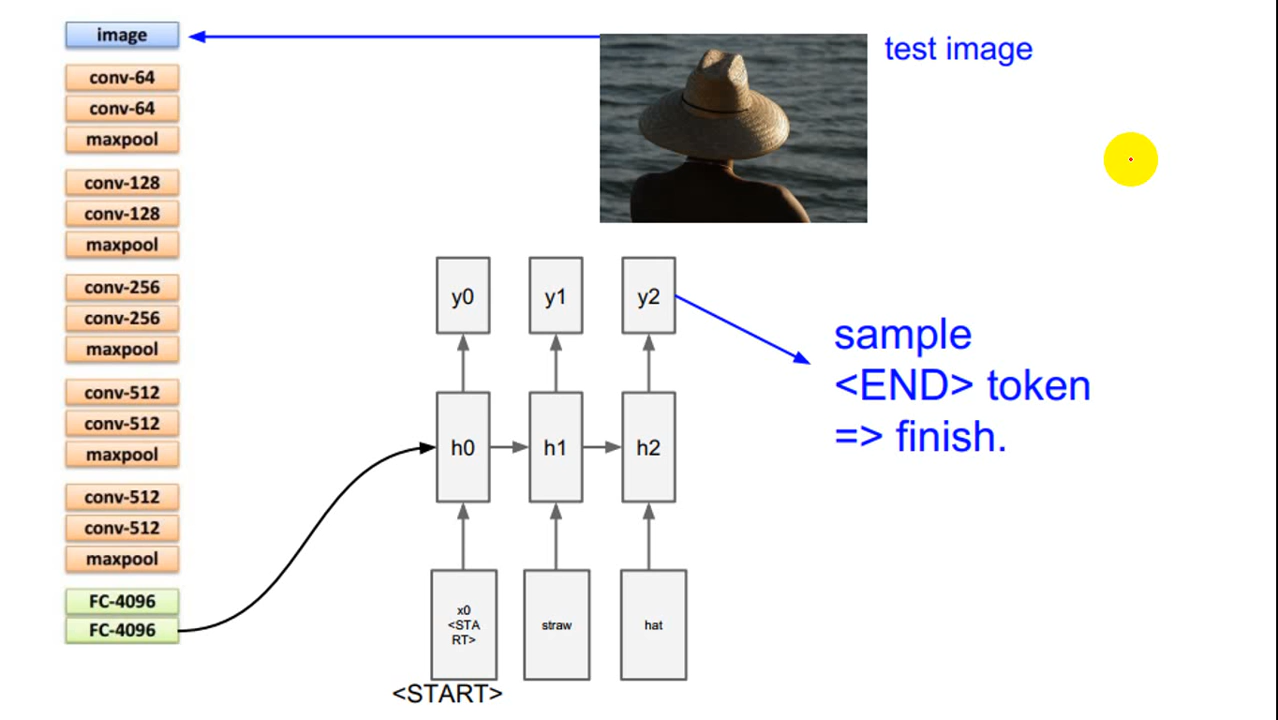 image
conv-64
conv-64
maxpool
conv-128
conv-128
maxpool
conv-256
conv-256
maxpool
conv-512
conv-512
maxpool
conv-512
conv-512
maxpool
FC-4096
FC-4096
test image
y0
y1
y2
sample
<END> token
=> finish.
h0
h1
h2
x0
<STA
RT>
straw
hat
<START>